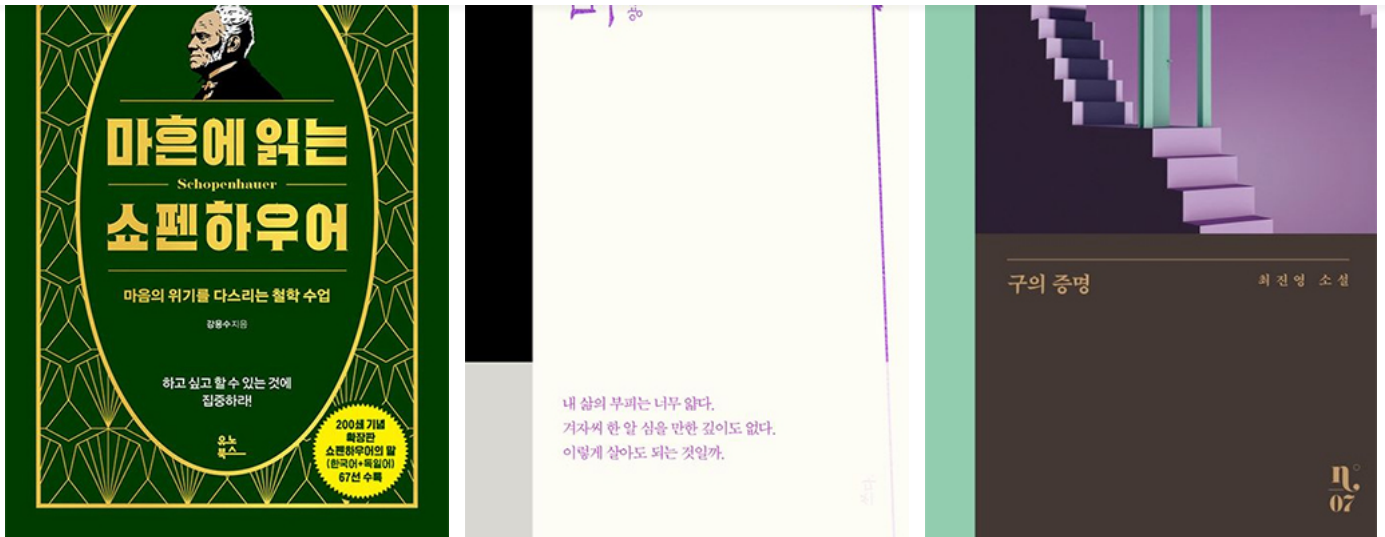 마흔에 읽는
Schopenhauer
쇼펜하우어
마음의 위기를 다스리는 철학 수업
강용수 지음
하고 싶고 할 수 있는 것에
집중하라!
유노
북스
200쇄 기념
확장판
쇼펜하우어의 말
(한국어+독일어)
67선 수록
내 삶의 부피는 너무 얇다.
겨자씨 한 알 심을 만한 깊이도 없다.
이렇게 살아도 되는 것일까.
구의 증명
최진영 소설
n.
07